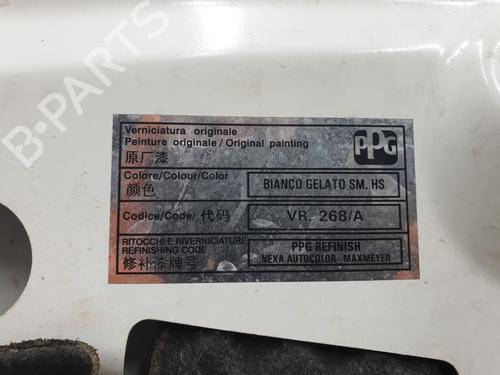 Verniciatura originale
Peinture originale / Original painting
原厂漆
PPG
Colore/Colour/Color
颜色
BIANCO GELATO SM. HS
Codice/Code/代码
VR. 268/A
RITOCCHI E RIVERNICIATURE
REFINISHING CODE
修补漆牌号
PPG REFINISH
NEXA AUTOCOLOR - MAXMEYER
B-PARTS